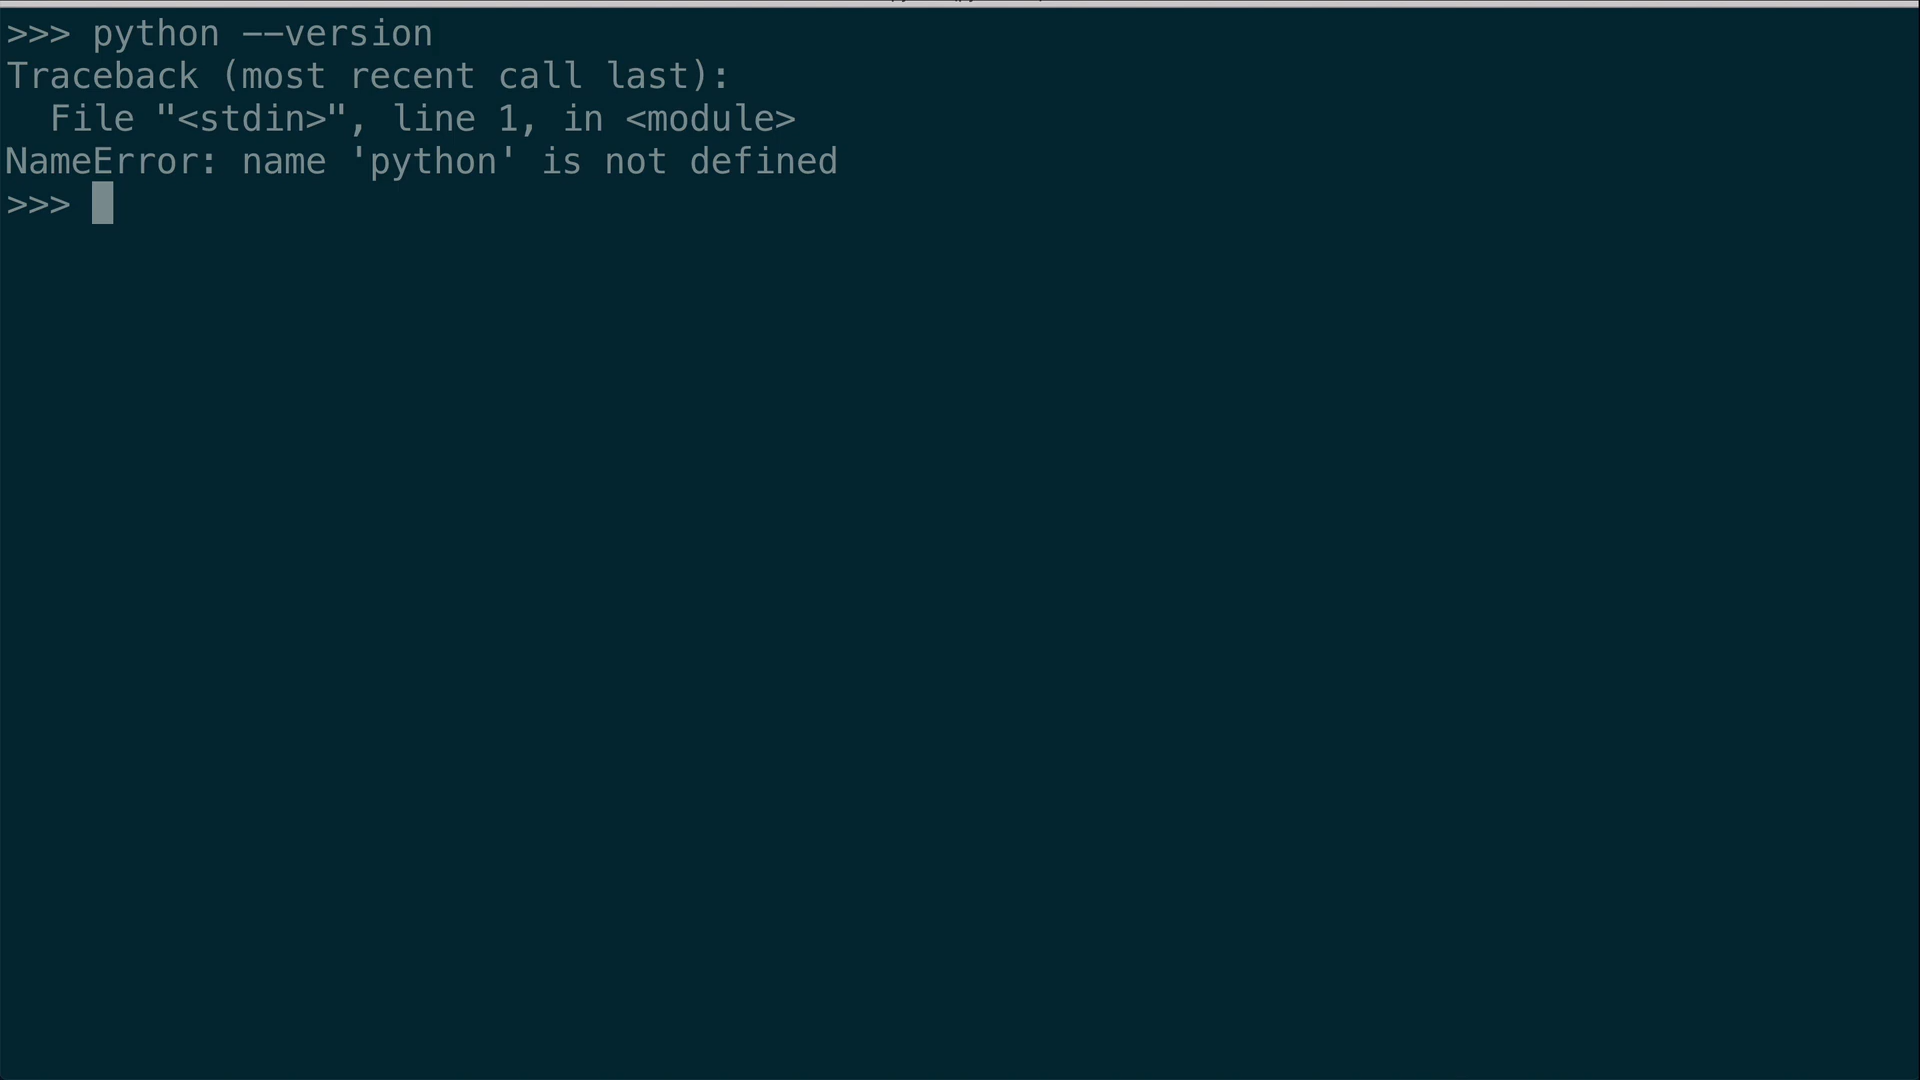 >>> python --version
Traceback (most recent call last):
  File "<stdin>", line 1, in <module>
NameError: name 'python' is not defined
>>>